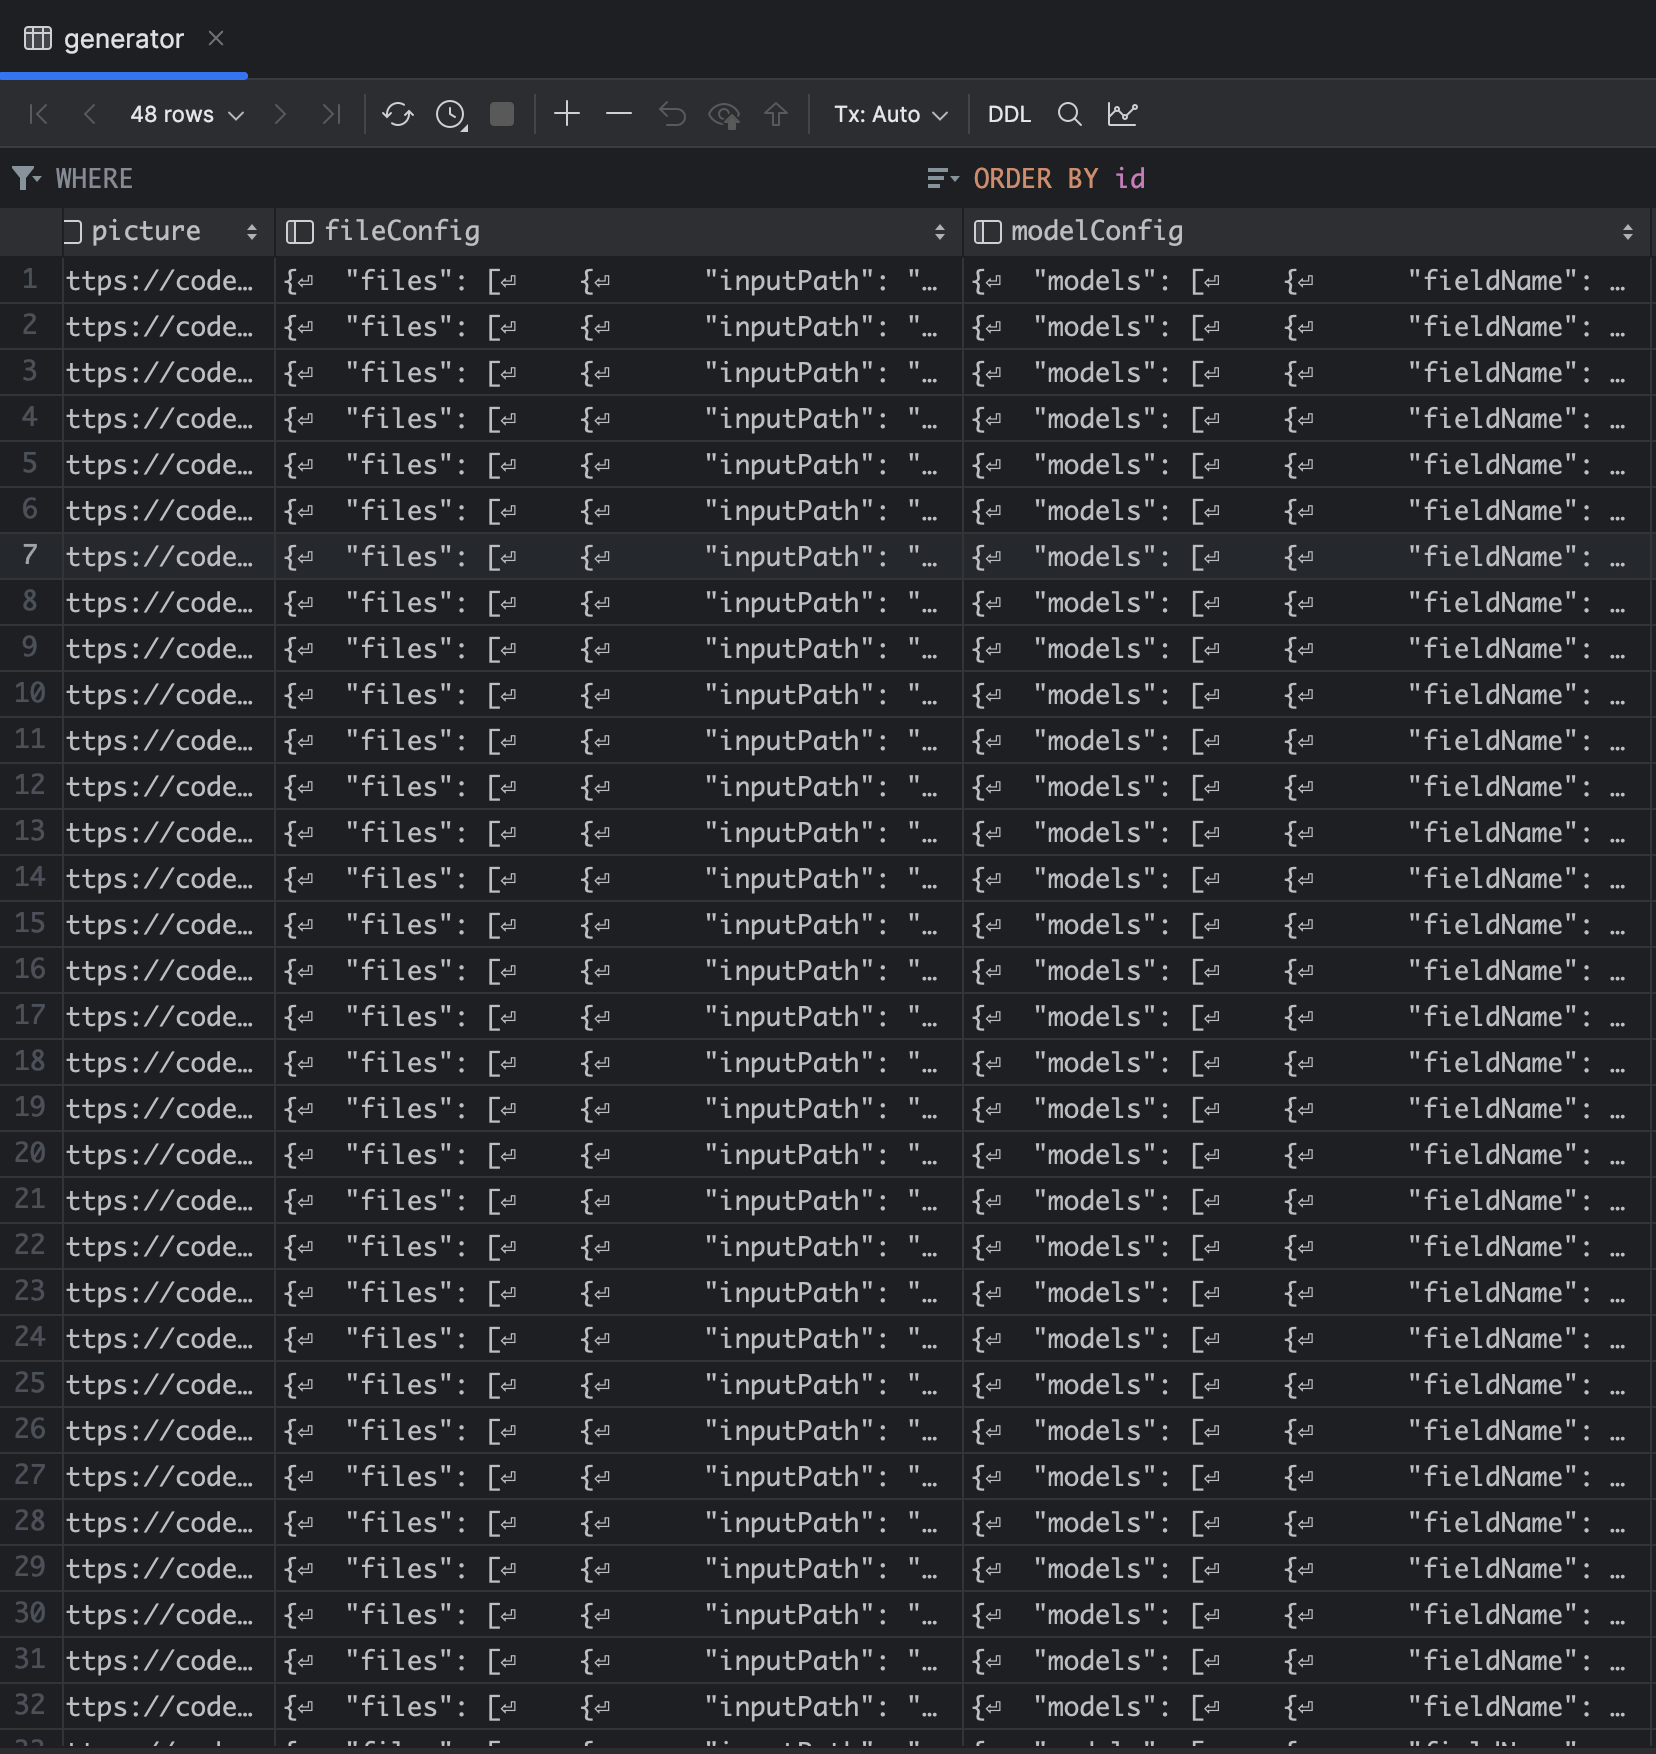 generator
48 rows Tx: Auto DDL
WHERE ORDER BY id
picture fileConfig modelConfig
1 ttps://code… {⏎ "files": [⏎ {⏎ "inputPath": "… {⏎ "models": [⏎ {⏎ "fieldName": …
2 ttps://code… {⏎ "files": [⏎ {⏎ "inputPath": "… {⏎ "models": [⏎ {⏎ "fieldName": …
3 ttps://code… {⏎ "files": [⏎ {⏎ "inputPath": "… {⏎ "models": [⏎ {⏎ "fieldName": …
4 ttps://code… {⏎ "files": [⏎ {⏎ "inputPath": "… {⏎ "models": [⏎ {⏎ "fieldName": …
5 ttps://code… {⏎ "files": [⏎ {⏎ "inputPath": "… {⏎ "models": [⏎ {⏎ "fieldName": …
6 ttps://code… {⏎ "files": [⏎ {⏎ "inputPath": "… {⏎ "models": [⏎ {⏎ "fieldName": …
7 ttps://code… {⏎ "files": [⏎ {⏎ "inputPath": "… {⏎ "models": [⏎ {⏎ "fieldName": …
8 ttps://code… {⏎ "files": [⏎ {⏎ "inputPath": "… {⏎ "models": [⏎ {⏎ "fieldName": …
9 ttps://code… {⏎ "files": [⏎ {⏎ "inputPath": "… {⏎ "models": [⏎ {⏎ "fieldName": …
10 ttps://code… {⏎ "files": [⏎ {⏎ "inputPath": "… {⏎ "models": [⏎ {⏎ "fieldName": …
11 ttps://code… {⏎ "files": [⏎ {⏎ "inputPath": "… {⏎ "models": [⏎ {⏎ "fieldName": …
12 ttps://code… {⏎ "files": [⏎ {⏎ "inputPath": "… {⏎ "models": [⏎ {⏎ "fieldName": …
13 ttps://code… {⏎ "files": [⏎ {⏎ "inputPath": "… {⏎ "models": [⏎ {⏎ "fieldName": …
14 ttps://code… {⏎ "files": [⏎ {⏎ "inputPath": "… {⏎ "models": [⏎ {⏎ "fieldName": …
15 ttps://code… {⏎ "files": [⏎ {⏎ "inputPath": "… {⏎ "models": [⏎ {⏎ "fieldName": …
16 ttps://code… {⏎ "files": [⏎ {⏎ "inputPath": "… {⏎ "models": [⏎ {⏎ "fieldName": …
17 ttps://code… {⏎ "files": [⏎ {⏎ "inputPath": "… {⏎ "models": [⏎ {⏎ "fieldName": …
18 ttps://code… {⏎ "files": [⏎ {⏎ "inputPath": "… {⏎ "models": [⏎ {⏎ "fieldName": …
19 ttps://code… {⏎ "files": [⏎ {⏎ "inputPath": "… {⏎ "models": [⏎ {⏎ "fieldName": …
20 ttps://code… {⏎ "files": [⏎ {⏎ "inputPath": "… {⏎ "models": [⏎ {⏎ "fieldName": …
21 ttps://code… {⏎ "files": [⏎ {⏎ "inputPath": "… {⏎ "models": [⏎ {⏎ "fieldName": …
22 ttps://code… {⏎ "files": [⏎ {⏎ "inputPath": "… {⏎ "models": [⏎ {⏎ "fieldName": …
23 ttps://code… {⏎ "files": [⏎ {⏎ "inputPath": "… {⏎ "models": [⏎ {⏎ "fieldName": …
24 ttps://code… {⏎ "files": [⏎ {⏎ "inputPath": "… {⏎ "models": [⏎ {⏎ "fieldName": …
25 ttps://code… {⏎ "files": [⏎ {⏎ "inputPath": "… {⏎ "models": [⏎ {⏎ "fieldName": …
26 ttps://code… {⏎ "files": [⏎ {⏎ "inputPath": "… {⏎ "models": [⏎ {⏎ "fieldName": …
27 ttps://code… {⏎ "files": [⏎ {⏎ "inputPath": "… {⏎ "models": [⏎ {⏎ "fieldName": …
28 ttps://code… {⏎ "files": [⏎ {⏎ "inputPath": "… {⏎ "models": [⏎ {⏎ "fieldName": …
29 ttps://code… {⏎ "files": [⏎ {⏎ "inputPath": "… {⏎ "models": [⏎ {⏎ "fieldName": …
30 ttps://code… {⏎ "files": [⏎ {⏎ "inputPath": "… {⏎ "models": [⏎ {⏎ "fieldName": …
31 ttps://code… {⏎ "files": [⏎ {⏎ "inputPath": "… {⏎ "models": [⏎ {⏎ "fieldName": …
32 ttps://code… {⏎ "files": [⏎ {⏎ "inputPath": "… {⏎ "models": [⏎ {⏎ "fieldName": …